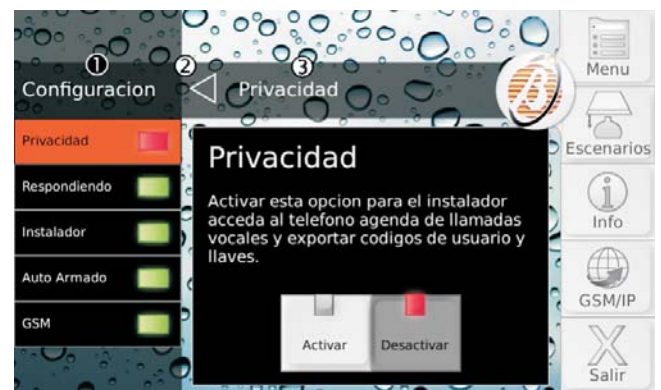 ① ② ③
Configuracion
Privacidad
Privacidad
Respondiendo
Instalador
Auto Armado
GSM
Privacidad
Activar esta opcion para el instalador
acceda al telefono agenda de llamadas
vocales y exportar codigos de usuario y
llaves.
Activar
Desactivar
B
Menu
Escenarios
Info
GSM/IP
Salir